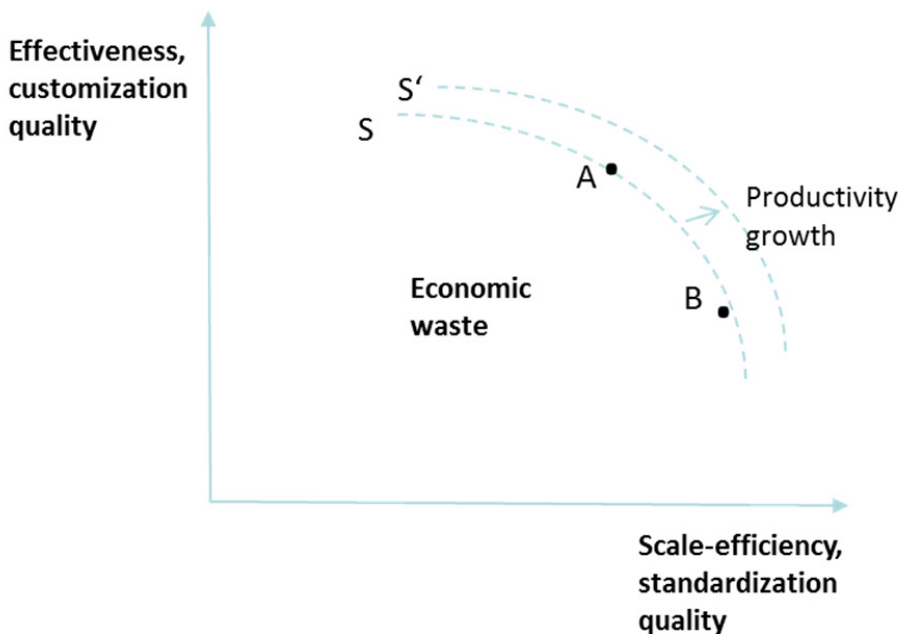 Effectiveness,
customization
quality
S‘
S
A
Productivity
growth
Economic
waste
B
Scale-efficiency,
standardization
quality